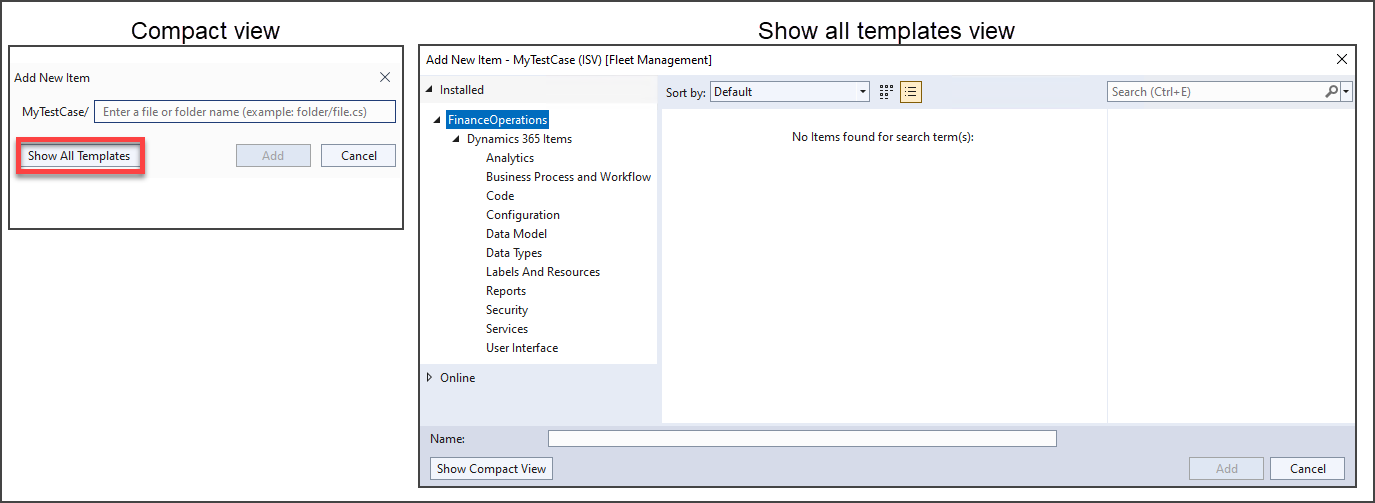 Compact view
Add New Item
MyTestCase/ Enter a file or folder name (example: folder/file.cs)
Show All Templates Add Cancel
Show all templates view
Add New Item - MyTestCase (ISV) [Fleet Management]
Installed
Sort by: Default
Search (Ctrl+E)
FinanceOperations
Dynamics 365 Items
Analytics
Business Process and Workflow
Code
Configuration
Data Model
Data Types
Labels And Resources
Reports
Security
Services
User Interface
Online
No Items found for search term(s):
Name:
Show Compact View Add Cancel